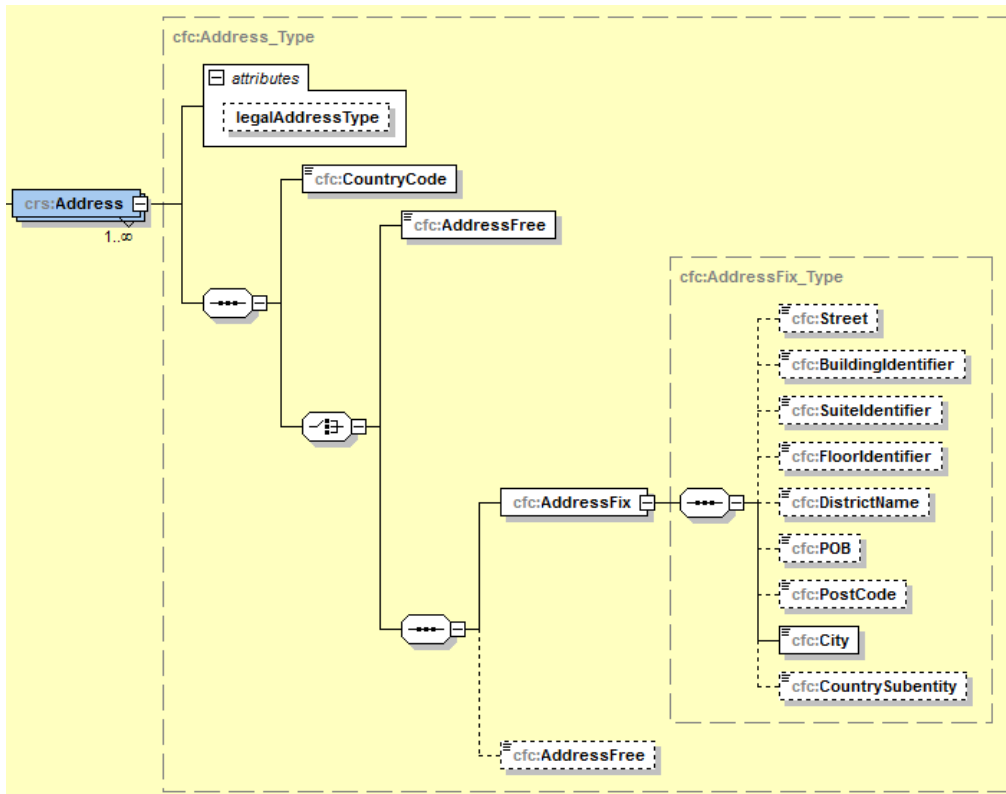 cfc:Address_Type
attributes
legalAddressType
cfc:CountryCode
crs:Address
1..∞
cfc:AddressFree
cfc:AddressFix_Type
cfc:Street
cfc:BuildingIdentifier
cfc:SuiteIdentifier
cfc:FloorIdentifier
cfc:AddressFix
cfc:DistrictName
cfc:POB
cfc:PostCode
cfc:City
cfc:CountrySubentity
cfc:AddressFree